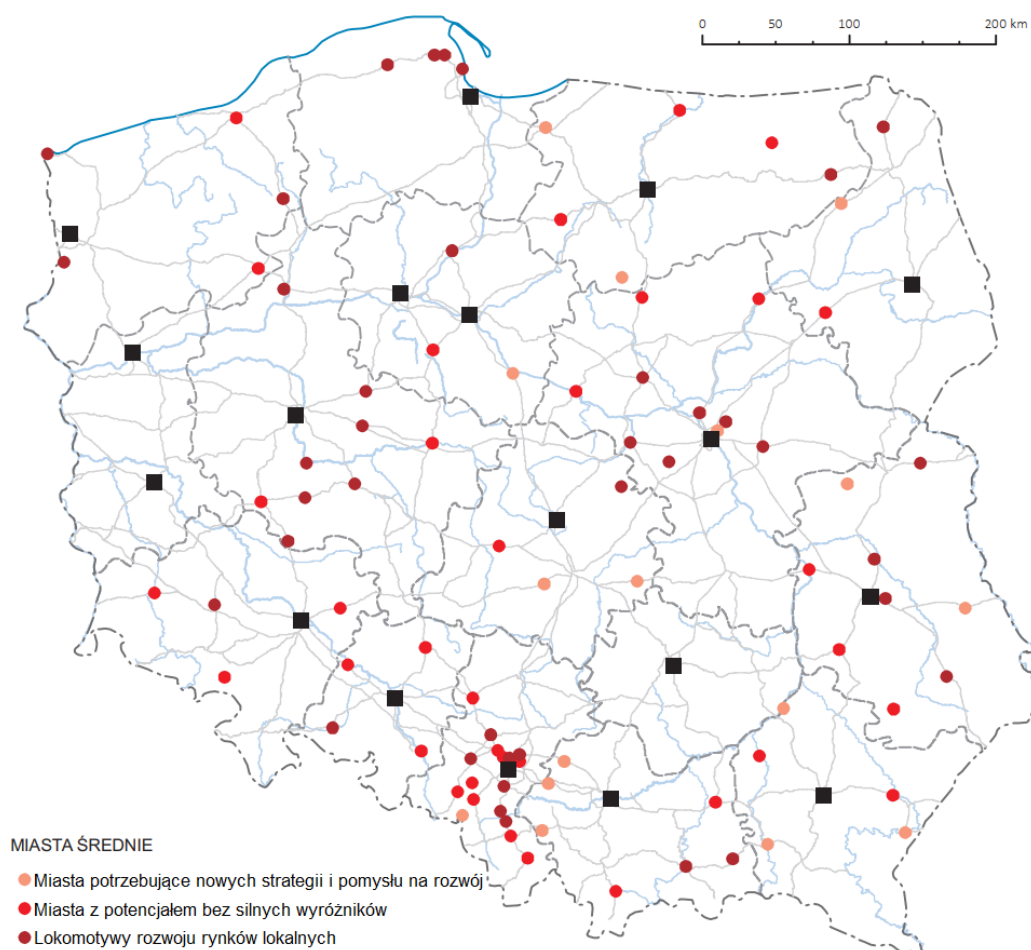 0 50 100 200 km
MIASTA ŚREDNIE
Miasta potrzebujące nowych strategii i pomysłu na rozwój
Miasta z potencjałem bez silnych wyróżników
Lokomotywy rozwoju rynków lokalnych